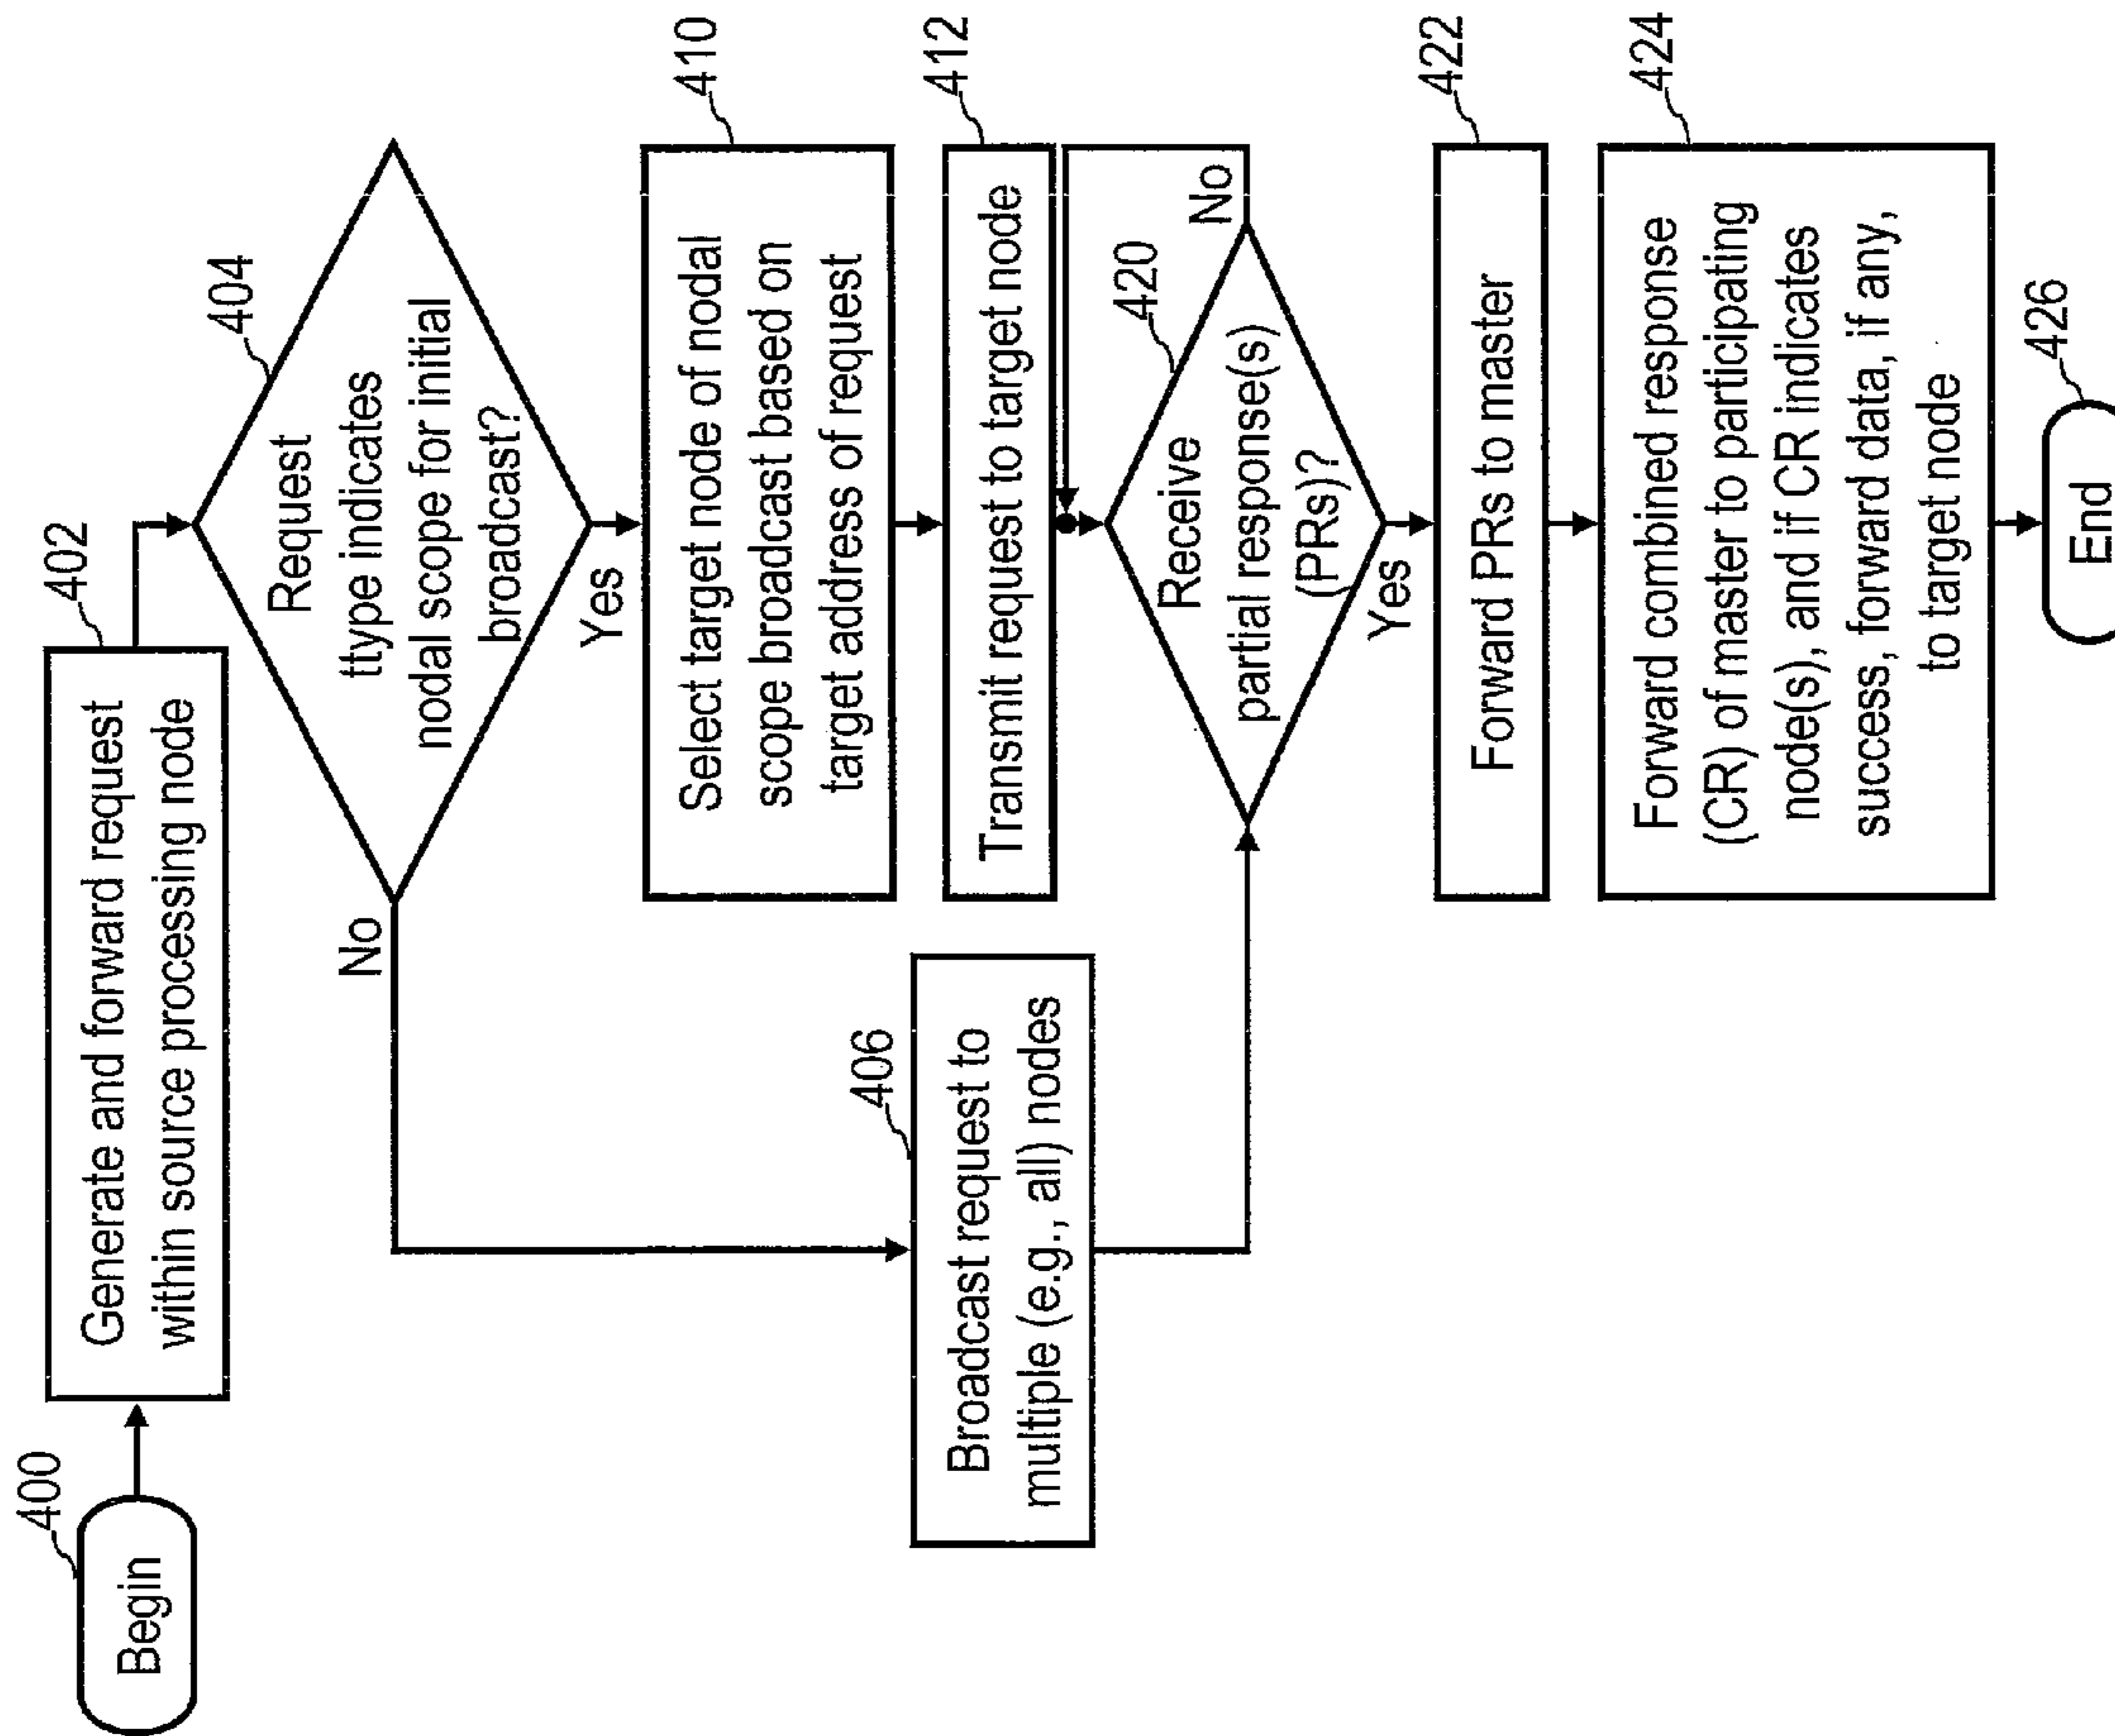 400
Begin
402
Generate and forward request
within source processing node
404
Request
ttype indicates
nodal scope for initial
broadcast?
No
Yes
406
Broadcast request to
multiple (e.g., all) nodes
410
Select target node of nodal
scope broadcast based on
target address of request
412
Transmit request to target node
420
Receive
partial response(s)
(PRs)?
No
Yes
422
Forward PRs to master
424
Forward combined response
(CR) of master to participating
node(s), and if CR indicates
success, forward data, if any,
to target node
426
End